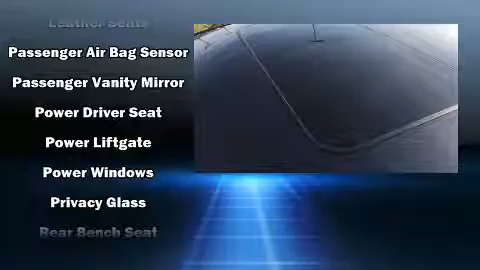 Leather Seats
Passenger Air Bag Sensor
Passenger Vanity Mirror
Power Driver Seat
Power Liftgate
Power Windows
Privacy Glass
Rear Bench Seat